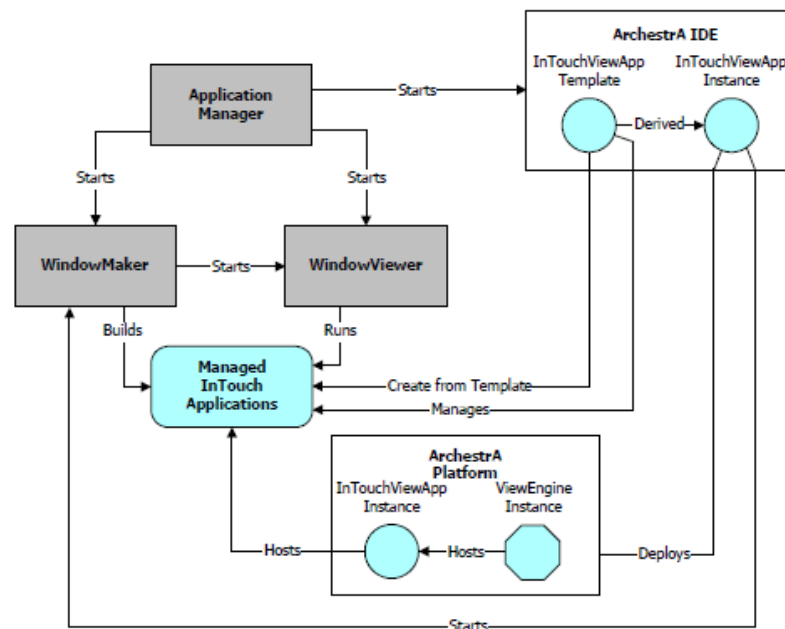 ArchestrA IDE
InTouchViewApp
Template
InTouchViewApp
Instance
Application
Manager
Starts
Derived
Starts
Starts
WindowMaker
Starts
WindowViewer
Builds
Runs
Managed
InTouch
Applications
Create from Template
Manages
ArchestrA
Platform
InTouchViewApp
Instance
ViewEngine
Instance
Hosts
Hosts
Deploys
Starts